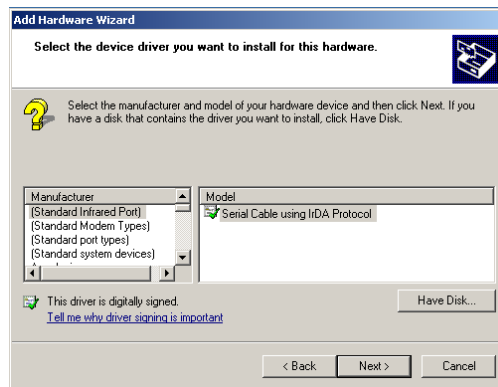 Add Hardware Wizard
Select the device driver you want to install for this hardware.
Select the manufacturer and model of your hardware device and then click Next. If you
have a disk that contains the driver you want to install, click Have Disk.
Manufacturer
(Standard Infrared Port)
(Standard Modem Types)
(Standard port types)
(Standard system devices)
Model
Serial Cable using IrDA Protocol
This driver is digitally signed.
Tell me why driver signing is important
Have Disk...
< Back
Next >
Cancel